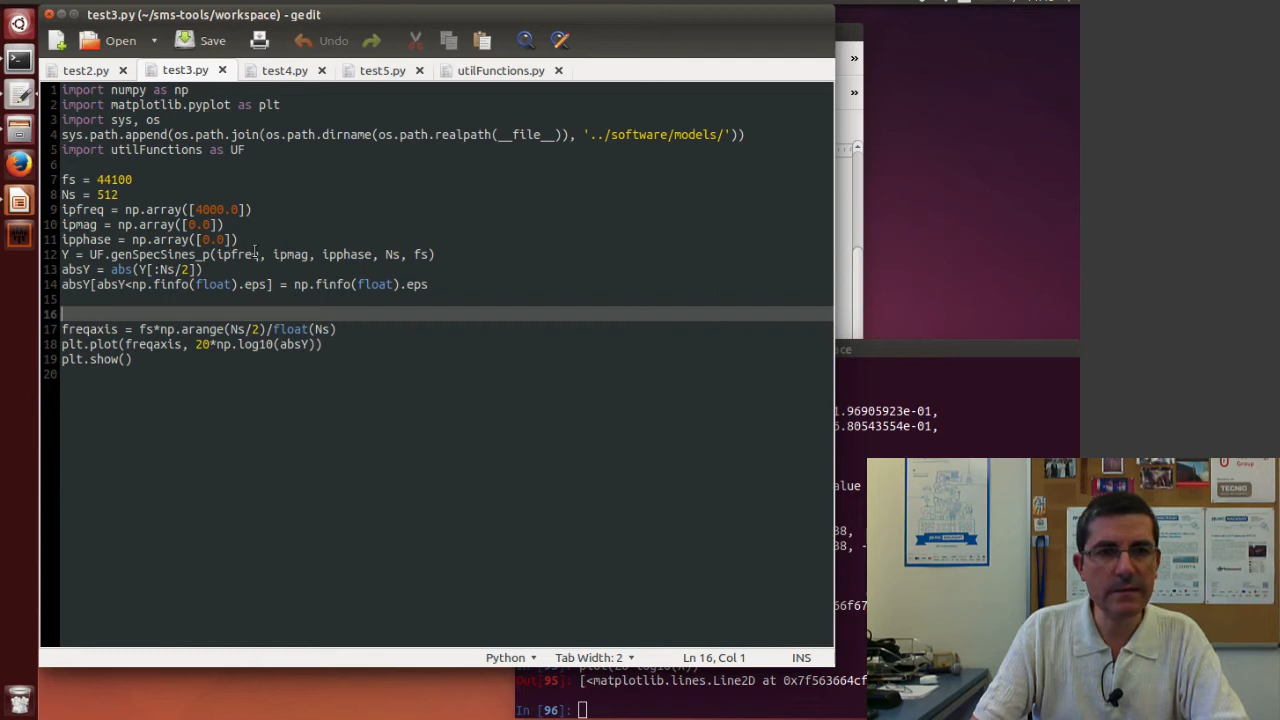 test3.py (~/sms-tools/workspace) - gedit
Open
Save
Undo
test2.py
test3.py
test4.py
test5.py
utilFunctions.py
1 import numpy as np
2 import matplotlib.pyplot as plt
3 import sys, os
4 sys.path.append(os.path.join(os.path.dirname(os.path.realpath(__file__)), '../software/models/'))
5 import utilFunctions as UF
6
7 fs = 44100
8 Ns = 512
9 ipfreq = np.array([4000.0])
10 ipmag = np.array([0.0])
11 ipphase = np.array([0.0])
12 Y = UF.genSpecSines_p(ipfreq, ipmag, ipphase, Ns, fs)
13 absY = abs(Y[:Ns/2])
14 absY[absY<np.finfo(float).eps] = np.finfo(float).eps
15
16
17 freqaxis = fs*np.arange(Ns/2)/float(Ns)
18 plt.plot(freqaxis, 20*np.log10(absY))
19 plt.show()
20
.96905923e-01,
.80543554e-01,
alue
38,
38, -
Python
Tab Width: 2
Ln 16, Col 1
INS
Out[95]: [<matplotlib.lines.Line2D at 0x7f563664cf
In [96]:
Group
TECNIO